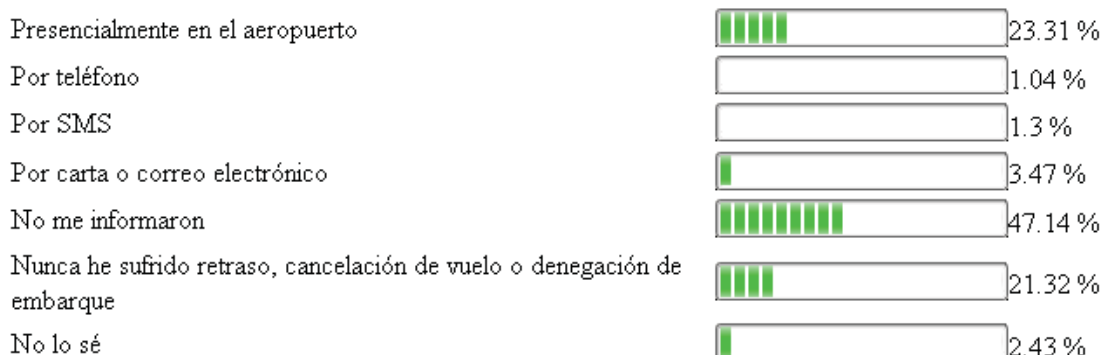 Presencialmente en el aeropuerto 23.31 %
Por teléfono 1.04 %
Por SMS 1.3 %
Por carta o correo electrónico 3.47 %
No me informaron 47.14 %
Nunca he sufrido retraso, cancelación de vuelo o denegación de
embarque 21.32 %
No lo sé 2.43 %